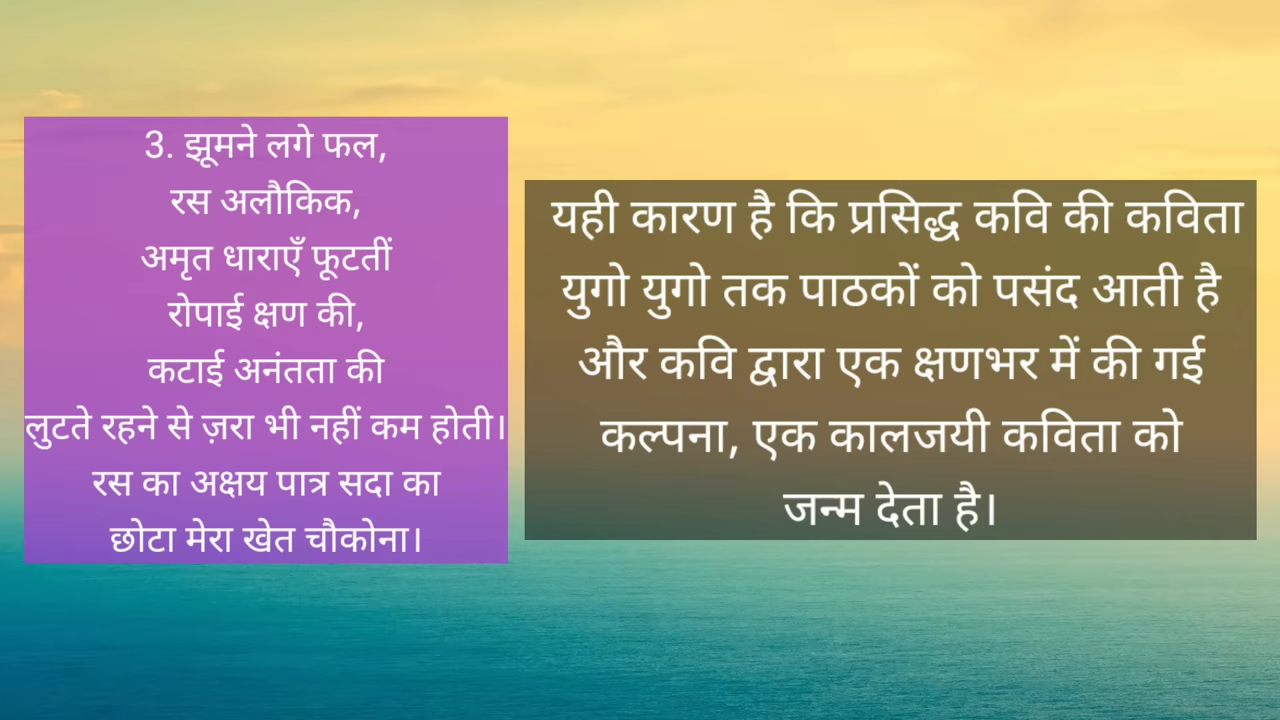 3. झूमने लगे फल,
रस अलौकिक,
अमृत धाराएँ फूटतीं
रोपाई क्षण की,
कटाई अनंतता की
लुटते रहने से ज़रा भी नहीं कम होती।
रस का अक्षय पात्र सदा का
छोटा मेरा खेत चौकोना।
यही कारण है कि प्रसिद्ध कवि की कविता
युगो युगो तक पाठकों को पसंद आती है
और कवि द्वारा एक क्षणभर में की गई
कल्पना, एक कालजयी कविता को
जन्म देता है।